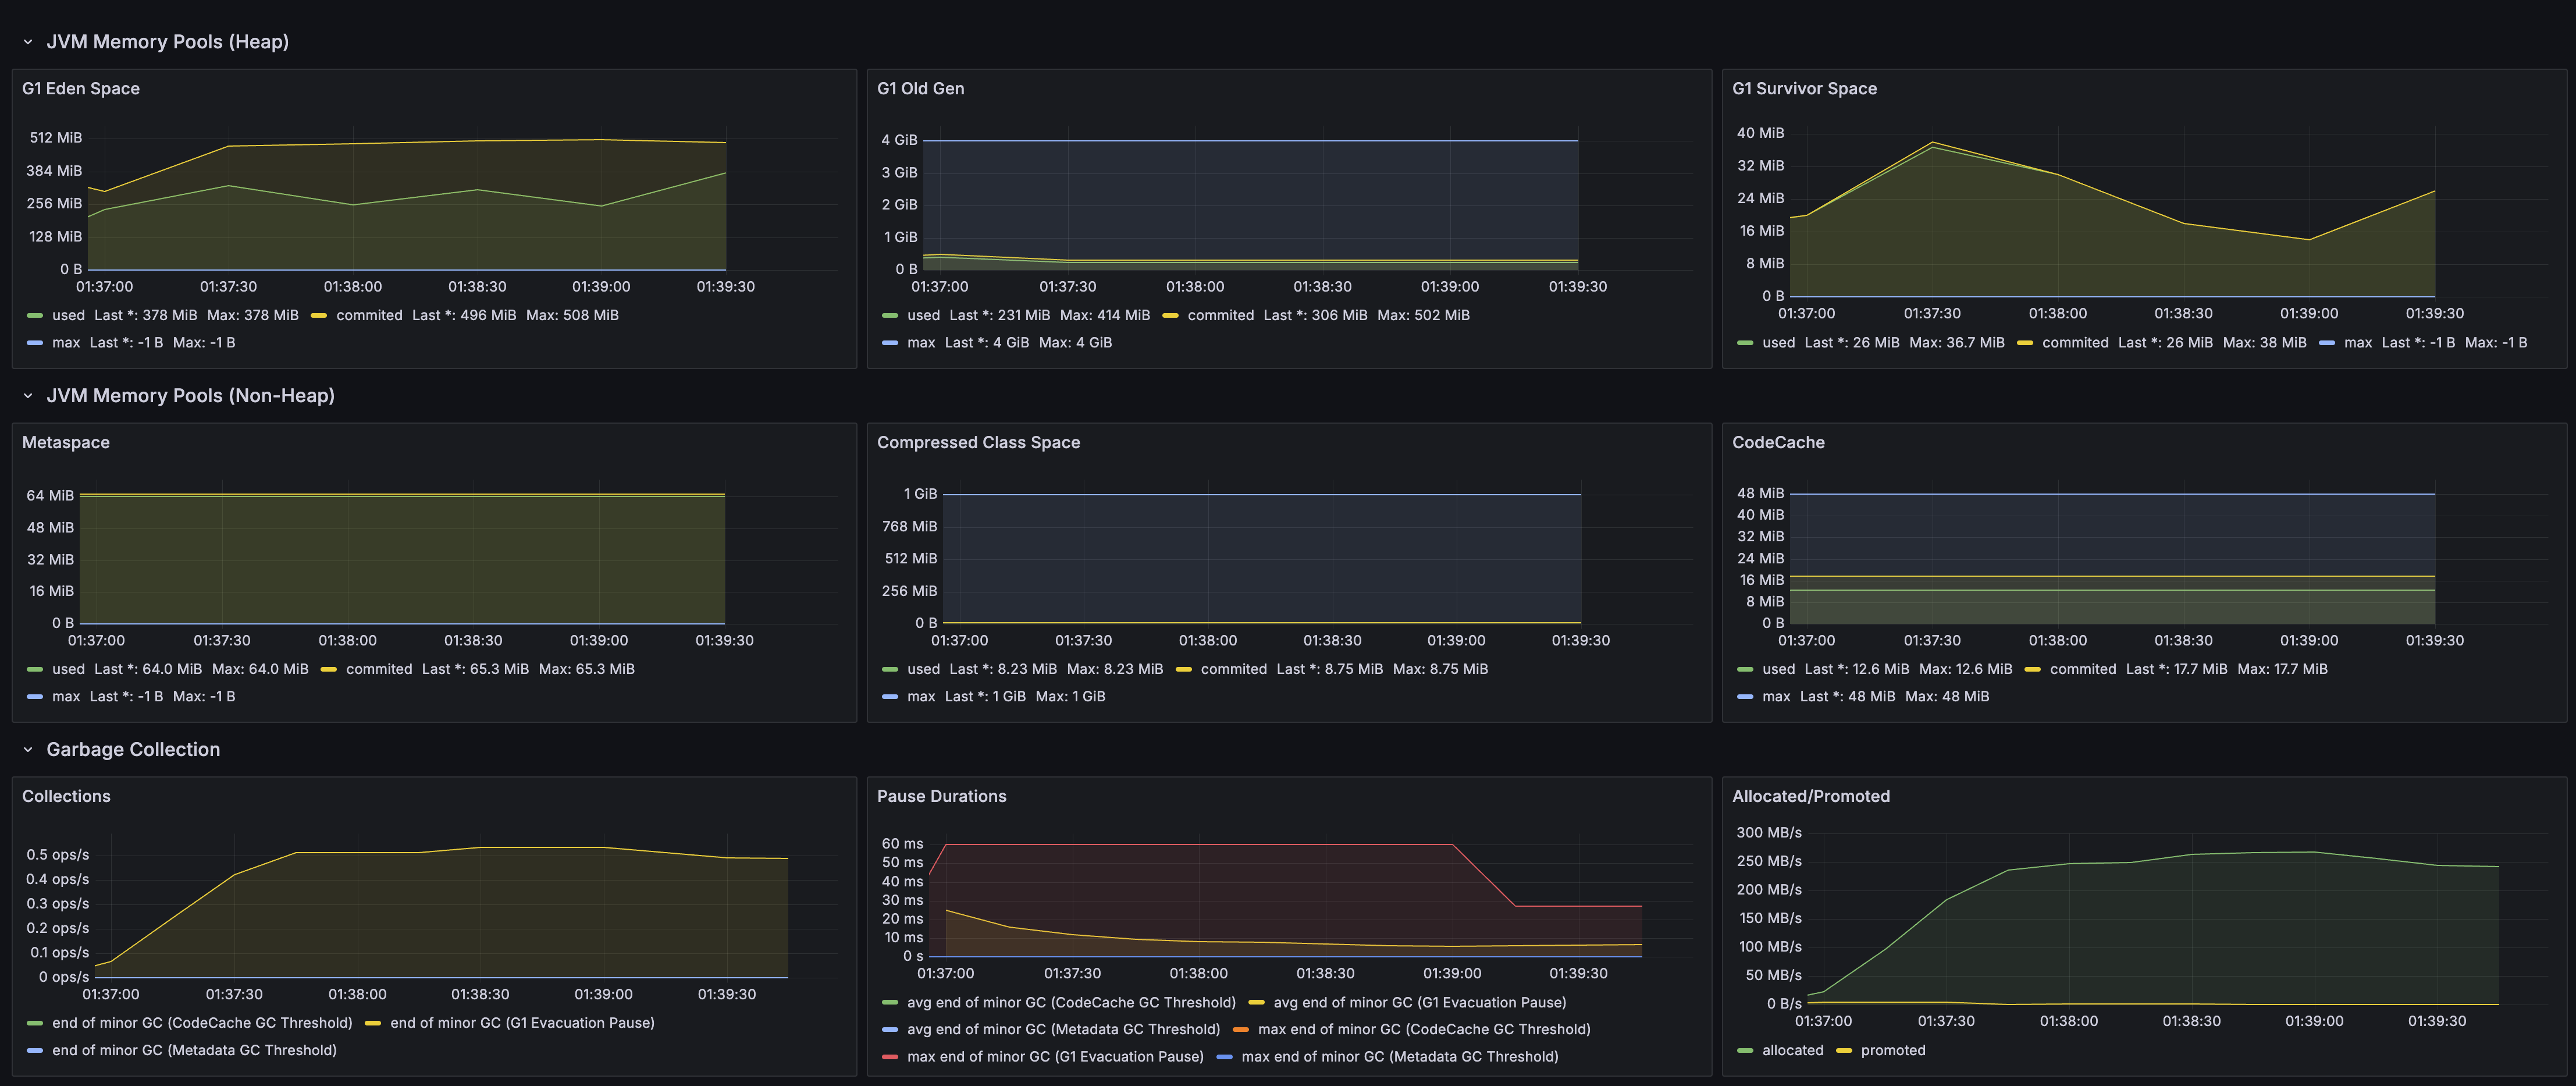 JVM Memory Pools (Heap)
G1 Eden Space
512 MiB
384 MiB
256 MiB
128 MiB
0 B
01:37:00 01:37:30 01:38:00 01:38:30 01:39:00 01:39:30
used Last *: 378 MiB Max: 378 MiB commited Last *: 496 MiB Max: 508 MiB
max Last *: -1 B Max: -1 B
G1 Old Gen
4 GiB
3 GiB
2 GiB
1 GiB
0 B
01:37:00 01:37:30 01:38:00 01:38:30 01:39:00 01:39:30
used Last *: 231 MiB Max: 414 MiB commited Last *: 306 MiB Max: 502 MiB
max Last *: 4 GiB Max: 4 GiB
G1 Survivor Space
40 MiB
32 MiB
24 MiB
16 MiB
8 MiB
0 B
01:37:00 01:37:30 01:38:00 01:38:30 01:39:00 01:39:30
used Last *: 26 MiB Max: 36.7 MiB commited Last *: 26 MiB Max: 38 MiB max Last *: -1 B Max: -1 B
JVM Memory Pools (Non-Heap)
Metaspace
64 MiB
48 MiB
32 MiB
16 MiB
0 B
01:37:00 01:37:30 01:38:00 01:38:30 01:39:00 01:39:30
used Last *: 64.0 MiB Max: 64.0 MiB commited Last *: 65.3 MiB Max: 65.3 MiB
max Last *: -1 B Max: -1 B
Compressed Class Space
1 GiB
768 MiB
512 MiB
256 MiB
0 B
01:37:00 01:37:30 01:38:00 01:38:30 01:39:00 01:39:30
used Last *: 8.23 MiB Max: 8.23 MiB commited Last *: 8.75 MiB Max: 8.75 MiB
max Last *: 1 GiB Max: 1 GiB
CodeCache
48 MiB
40 MiB
32 MiB
24 MiB
16 MiB
8 MiB
0 B
01:37:00 01:37:30 01:38:00 01:38:30 01:39:00 01:39:30
used Last *: 12.6 MiB Max: 12.6 MiB commited Last *: 17.7 MiB Max: 17.7 MiB
max Last *: 48 MiB Max: 48 MiB
Garbage Collection
Collections
0.5 ops/s
0.4 ops/s
0.3 ops/s
0.2 ops/s
0.1 ops/s
0 ops/s
01:37:00 01:37:30 01:38:00 01:38:30 01:39:00 01:39:30
end of minor GC (CodeCache GC Threshold) end of minor GC (G1 Evacuation Pause)
end of minor GC (Metadata GC Threshold)
Pause Durations
60 ms
50 ms
40 ms
30 ms
20 ms
10 ms
0 s
01:37:00 01:37:30 01:38:00 01:38:30 01:39:00 01:39:30
avg end of minor GC (CodeCache GC Threshold) avg end of minor GC (G1 Evacuation Pause)
avg end of minor GC (Metadata GC Threshold) max end of minor GC (CodeCache GC Threshold)
max end of minor GC (G1 Evacuation Pause) max end of minor GC (Metadata GC Threshold)
Allocated/Promoted
300 MB/s
250 MB/s
200 MB/s
150 MB/s
100 MB/s
50 MB/s
0 B/s
01:37:00 01:37:30 01:38:00 01:38:30 01:39:00 01:39:30
allocated promoted